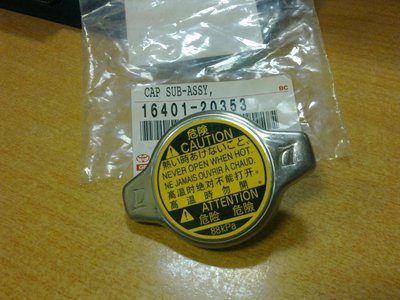 CAP SUB-ASSY,
BC
16401-20353
危険
CAUTION
熱い時あけないこと。
NEVER OPEN WHEN HOT.
NE JAMAIS OUVRIR À CHAUD.
高温时绝对不能打开。
高溫時勿開
ATTENTION
危险 危險
88kPa